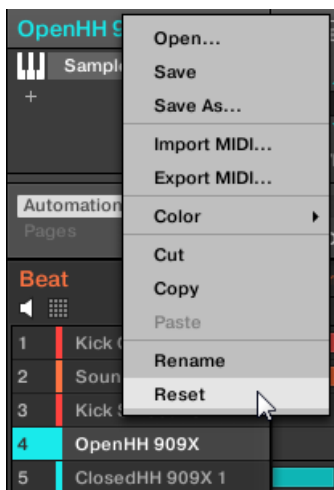 OpenHH 9
Open...
Save
Save As...
Import MIDI...
Export MIDI...
Color
Cut
Copy
Paste
Rename
Reset
Sampl
+
Automation
Pages
Beat
1 Kick
2 Soun
3 Kick
4 OpenHH 909X
5 ClosedHH 909X 1